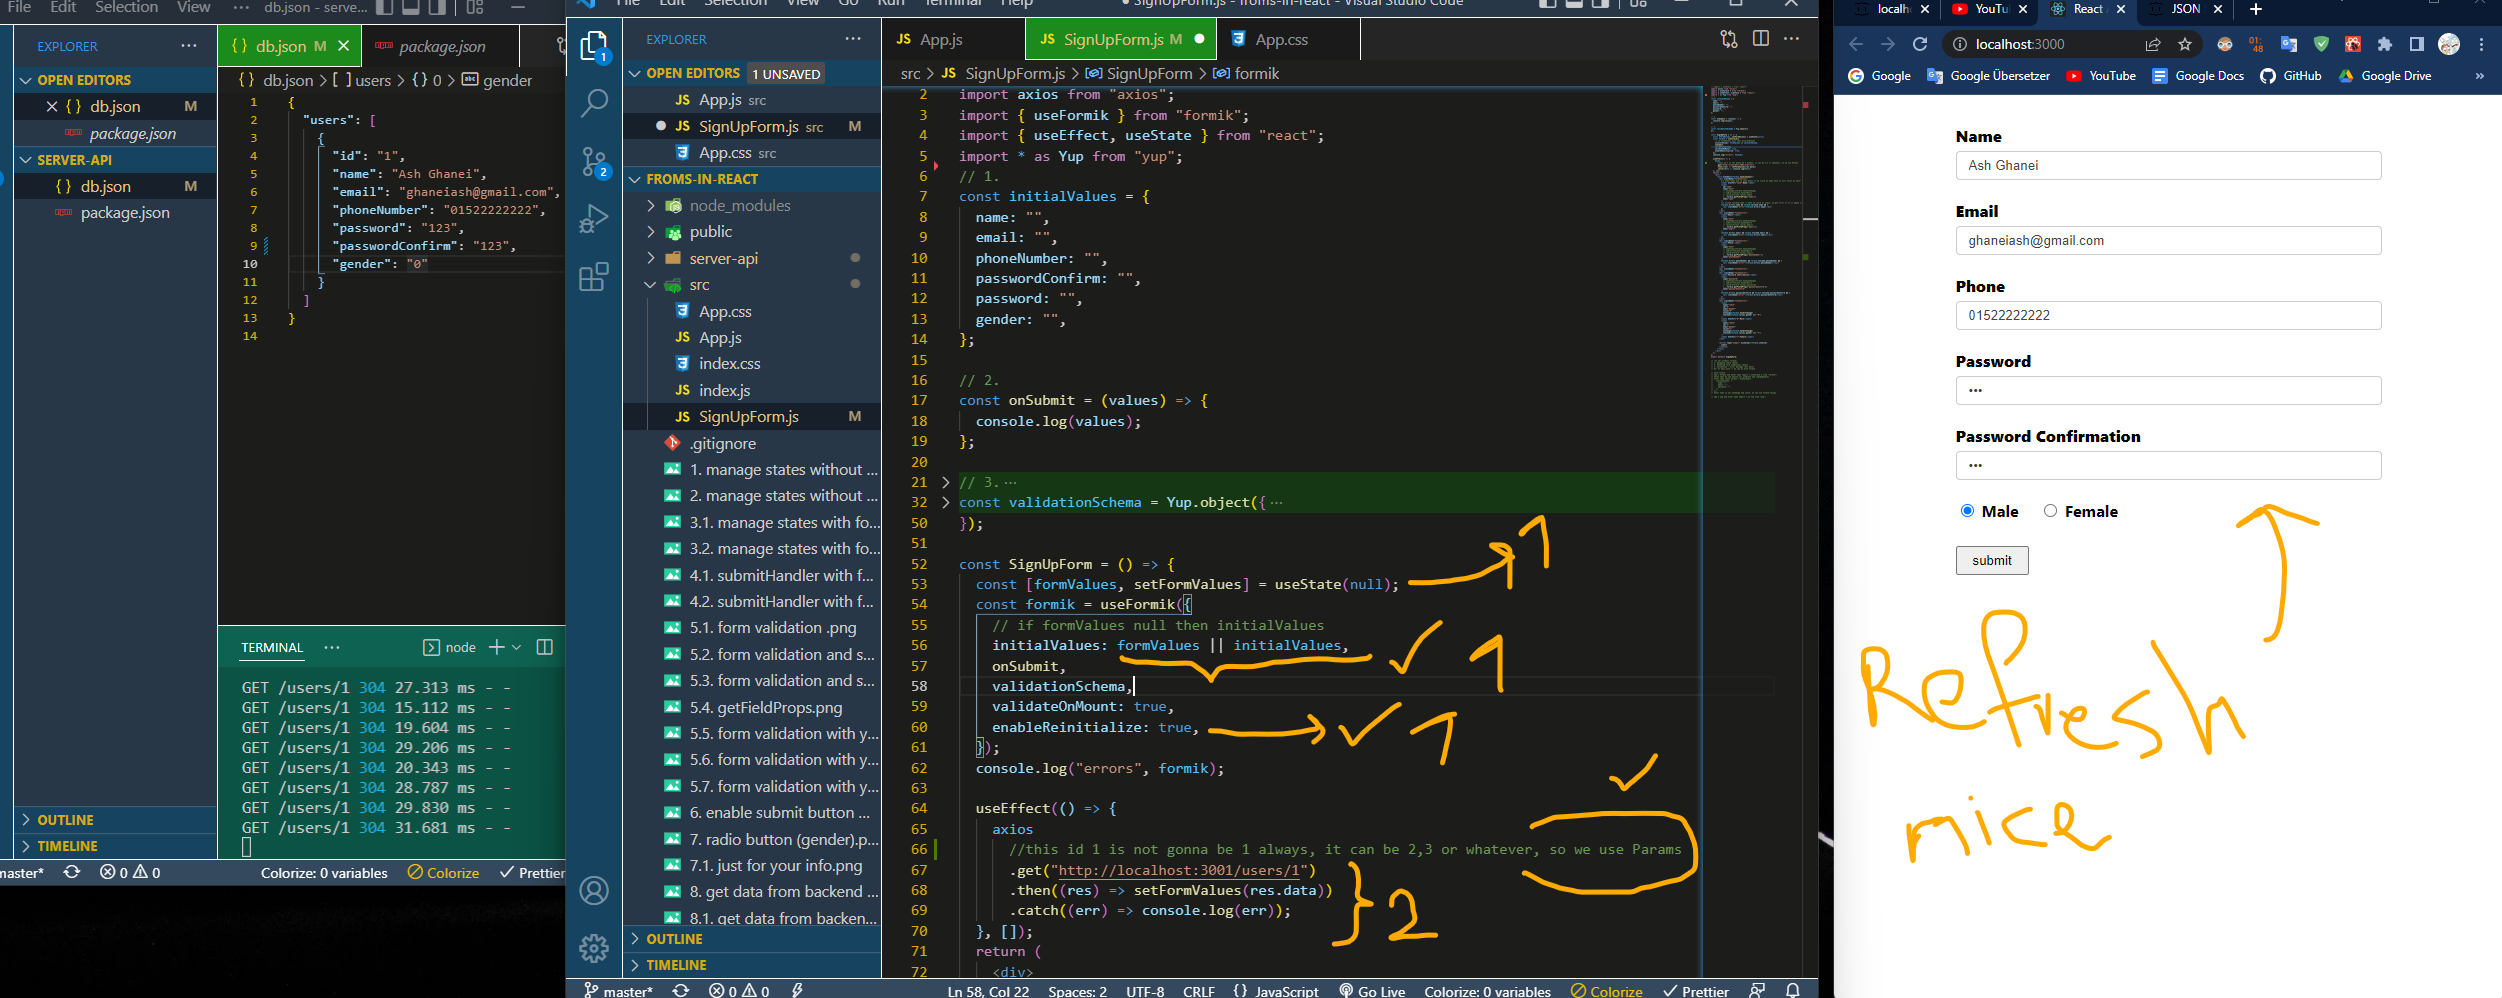 File Edit Selection View ··· db.json - serve...
EXPLORER ···
OPEN EDITORS
db.json M
package.json
SERVER-API
db.json M
package.json
OUTLINE
TIMELINE
{} db.json M
package.json
{} db.json > [ ] users > {} 0 > gender
1 {
2 "users": [
3 {
4 "id": "1",
5 "name": "Ash Ghanei",
6 "email": "ghaneiash@gmail.com",
7 "phoneNumber": "01522222222",
8 "password": "123",
9 "passwordConfirm": "123",
10 "gender": "0"
11 }
12 ]
13 }
14
TERMINAL ··· node
GET /users/1 304 27.313 ms - -
GET /users/1 304 15.112 ms - -
GET /users/1 304 19.604 ms - -
GET /users/1 304 29.206 ms - -
GET /users/1 304 20.343 ms - -
GET /users/1 304 28.787 ms - -
GET /users/1 304 29.830 ms - -
GET /users/1 304 31.681 ms - -
master* 0 0 Colorize: 0 variables Colorize Prettier
File Edit Selection View Go Run Terminal Help ● SignUpForm.js - froms-in-react - Visual Studio Code
1
2
EXPLORER ···
OPEN EDITORS 1 UNSAVED
JS App.js src
JS SignUpForm.js src M
App.css src
FROMS-IN-REACT
node_modules
public
server-api
src
App.css
JS App.js
index.css
JS index.js
JS SignUpForm.js M
.gitignore
1. manage states without ...
2. manage states without ...
3.1. manage states with fo...
3.2. manage states with fo...
4.1. submitHandler with f...
4.2. submitHandler with f...
5.1. form validation .png
5.2. form validation and s...
5.3. form validation and s...
5.4. getFieldProps.png
5.5. form validation with y...
5.6. form validation with y...
5.7. form validation with y...
6. enable submit button ...
7. radio button (gender).p...
7.1. just for your info.png
8. get data from backend ...
8.1. get data from backen...
OUTLINE
TIMELINE
JS App.js
JS SignUpForm.js M
App.css
src > JS SignUpForm.js > SignUpForm > formik
2 import axios from "axios";
3 import { useFormik } from "formik";
4 import { useEffect, useState } from "react";
5 import * as Yup from "yup";
6 // 1.
7 const initialValues = {
8 name: "",
9 email: "",
10 phoneNumber: "",
11 passwordConfirm: "",
12 password: "",
13 gender: "",
14 };
15
16 // 2.
17 const onSubmit = (values) => {
18 console.log(values);
19 };
20
21 // 3. ···
32 const validationSchema = Yup.object({ ···
50 });
51
52 const SignUpForm = () => {
53 const [formValues, setFormValues] = useState(null); 1
54 const formik = useFormik({
55 // if formValues null then initialValues
56 initialValues: formValues || initialValues, 1
57 onSubmit,
58 validationSchema,
59 validateOnMount: true,
60 enableReinitialize: true, 1
61 });
62 console.log("errors", formik);
63
64 useEffect(() => {
65 axios
66 //this id 1 is not gonna be 1 always, it can be 2,3 or whatever, so we use Params
67 .get("http://localhost:3001/users/1")
68 .then((res) => setFormValues(res.data))
69 .catch((err) => console.log(err));
} 2
70 }, []);
71 return (
72 <div>
master* 0 0 Ln 58, Col 22 Spaces: 2 UTF-8 CRLF {} JavaScript Go Live Colorize: 0 variables Colorize Prettier
localh
YouTu
React
JSON
localhost:3000
01: 48
Google Google Übersetzer YouTube Google Docs GitHub Google Drive »
Name
Ash Ghanei
Email
ghaneiash@gmail.com
Phone
01522222222
Password
•••
Password Confirmation
•••
Male Female
submit
Refresh
nice